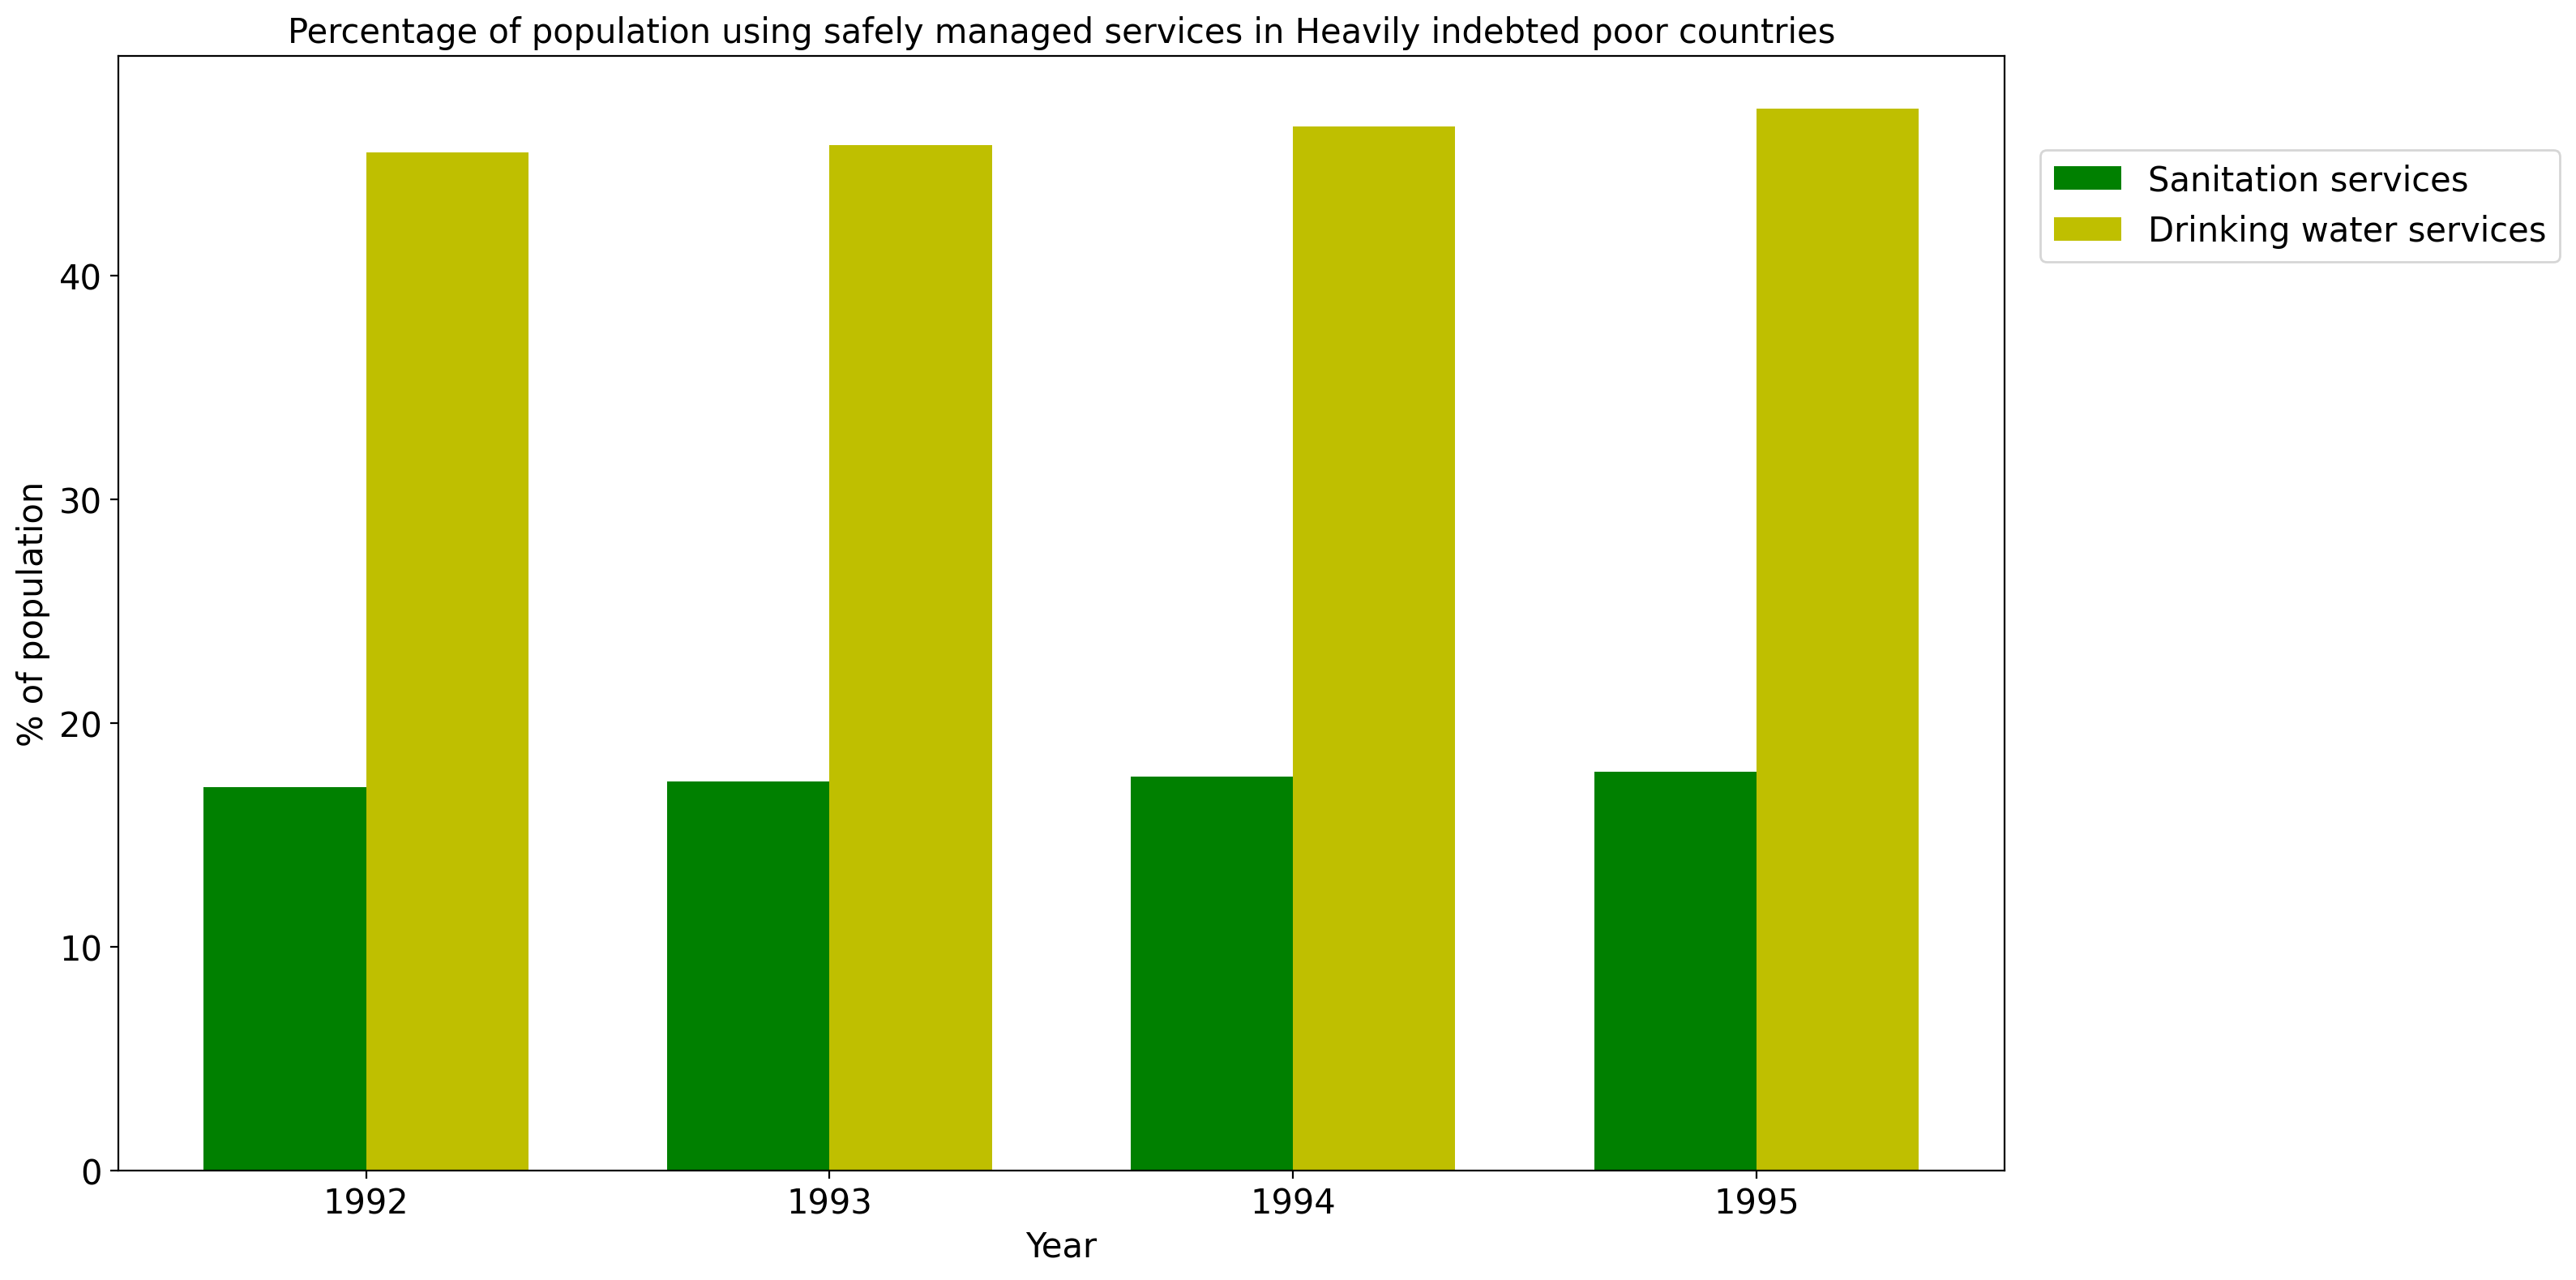 Percentage of population using safely managed services in Heavily indebted poor countries
Sanitation services
Drinking water services
% of population
40
30
20
10
0
1992 1993 1994 1995
Year